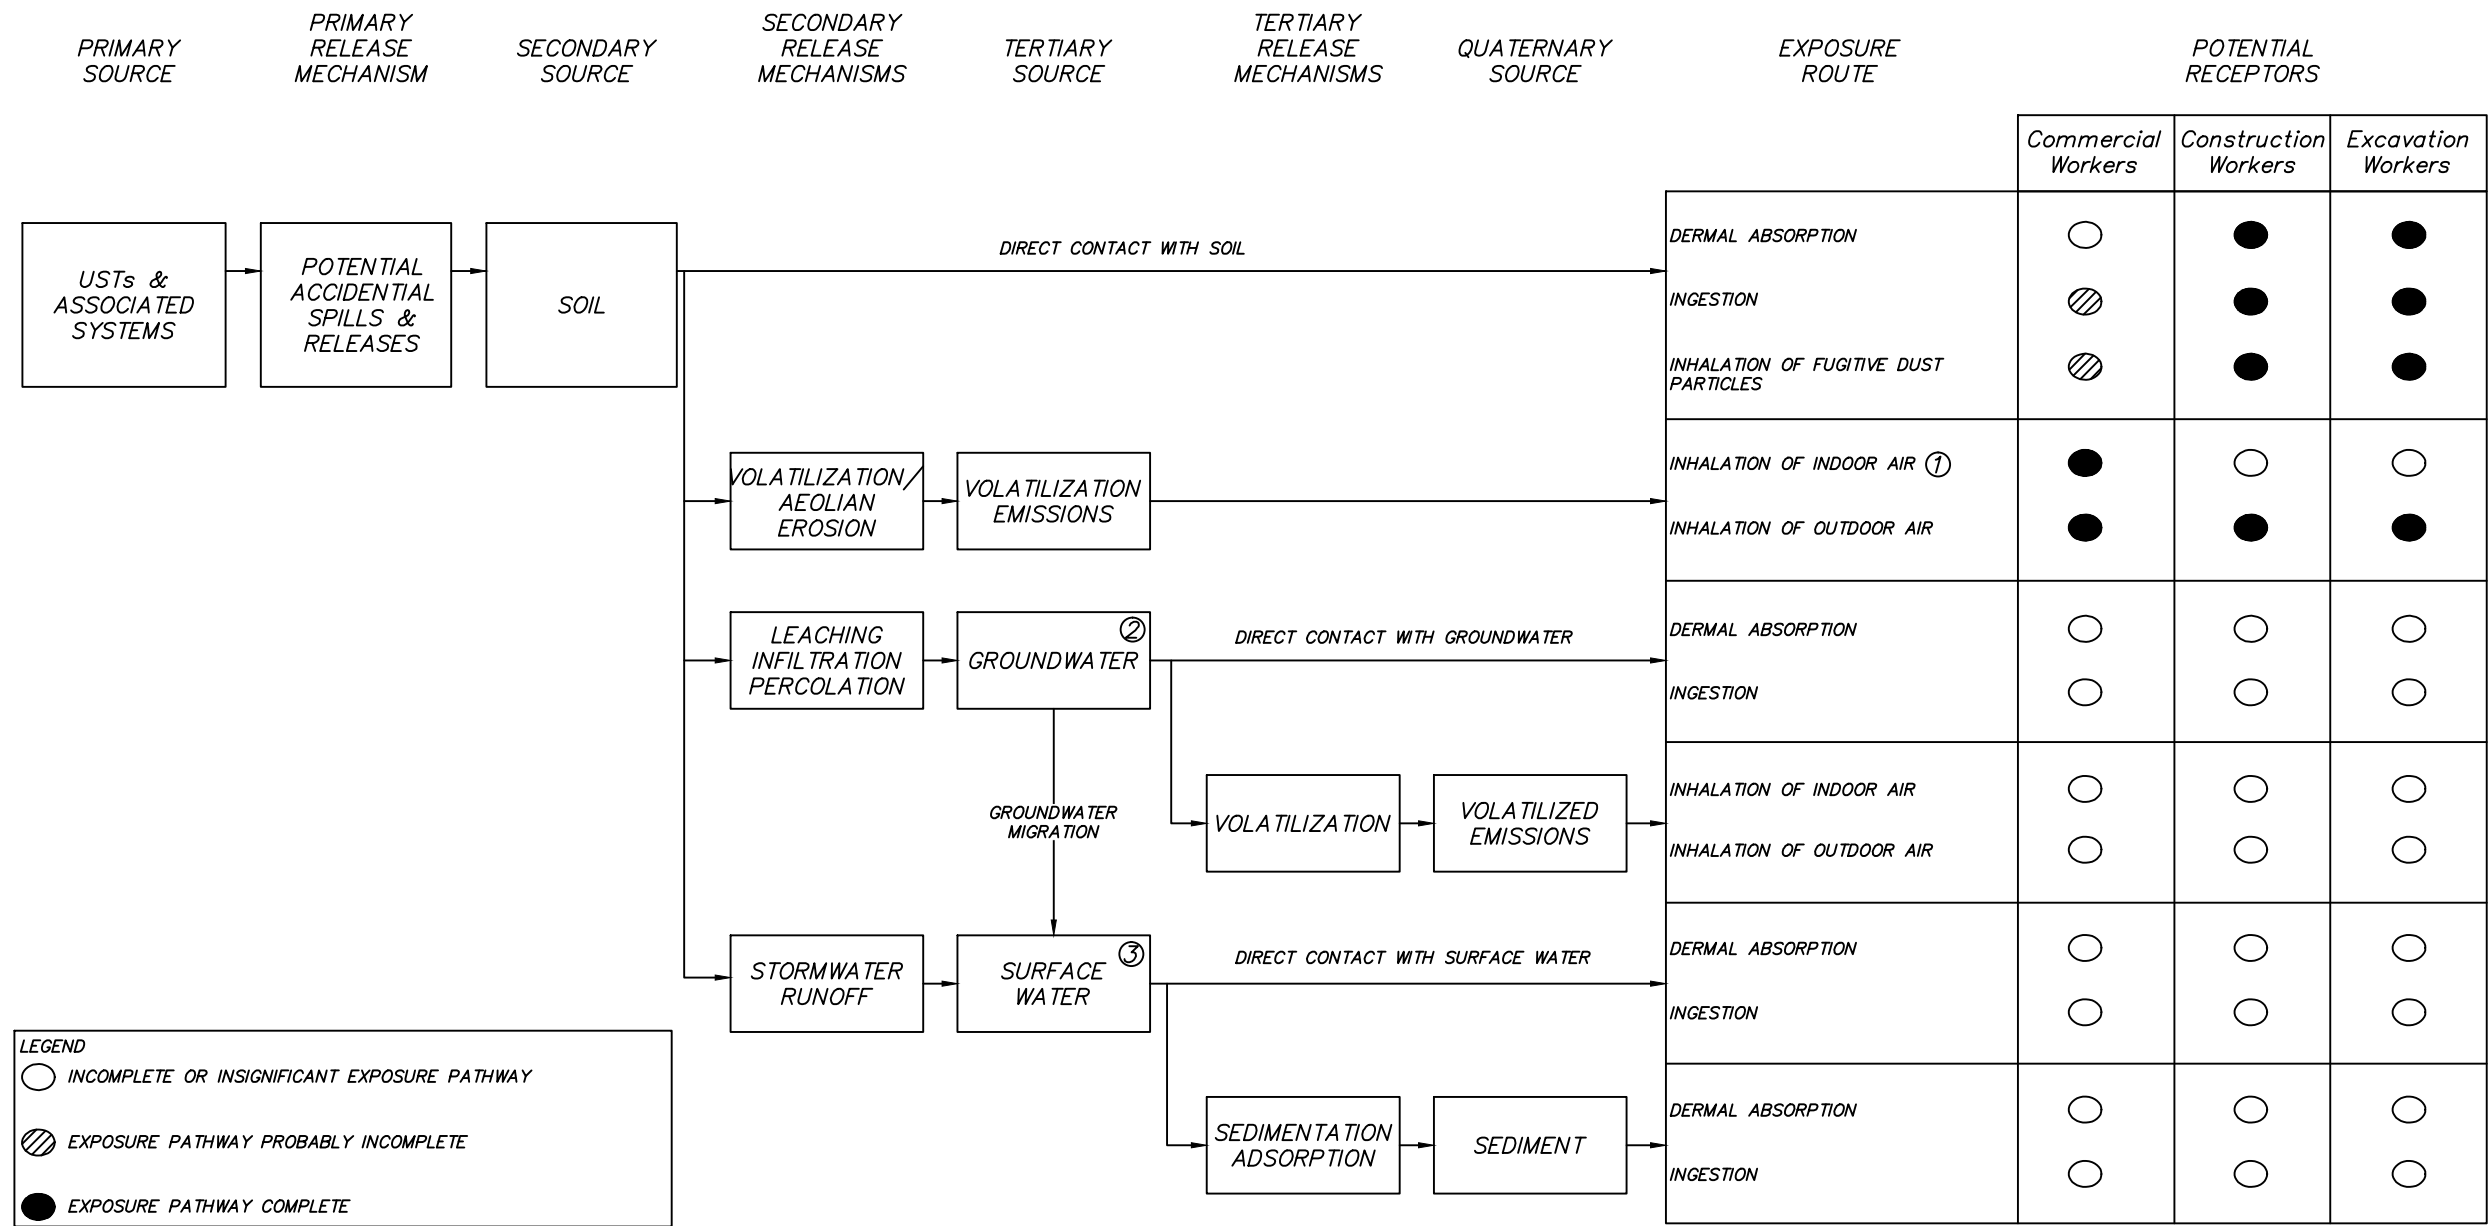 PRIMARY
SOURCE
PRIMARY
RELEASE
MECHANISM
SECONDARY
SOURCE
SECONDARY
RELEASE
MECHANISMS
TERTIARY
SOURCE
TERTIARY
RELEASE
MECHANISMS
QUATERNARY
SOURCE
EXPOSURE
ROUTE
POTENTIAL
RECEPTORS
Commercial
Workers
Construction
Workers
Excavation
Workers
USTs &
ASSOCIATED
SYSTEMS
POTENTIAL
ACCIDENTIAL
SPILLS &
RELEASES
SOIL
DIRECT CONTACT WITH SOIL
DERMAL ABSORPTION
INGESTION
INHALATION OF FUGITIVE DUST
PARTICLES
VOLATILIZATION/
AEOLIAN
EROSION
VOLATILIZATION
EMISSIONS
INHALATION OF INDOOR AIR 1
INHALATION OF OUTDOOR AIR
LEACHING
INFILTRATION
PERCOLATION
2
GROUNDWATER
DIRECT CONTACT WITH GROUNDWATER
DERMAL ABSORPTION
INGESTION
GROUNDWATER
MIGRATION
VOLATILIZATION
VOLATILIZED
EMISSIONS
INHALATION OF INDOOR AIR
INHALATION OF OUTDOOR AIR
STORMWATER
RUNOFF
3
SURFACE
WATER
DIRECT CONTACT WITH SURFACE WATER
DERMAL ABSORPTION
INGESTION
SEDIMENTATION
ADSORPTION
SEDIMENT
DERMAL ABSORPTION
INGESTION
LEGEND
INCOMPLETE OR INSIGNIFICANT EXPOSURE PATHWAY
EXPOSURE PATHWAY PROBABLY INCOMPLETE
EXPOSURE PATHWAY COMPLETE